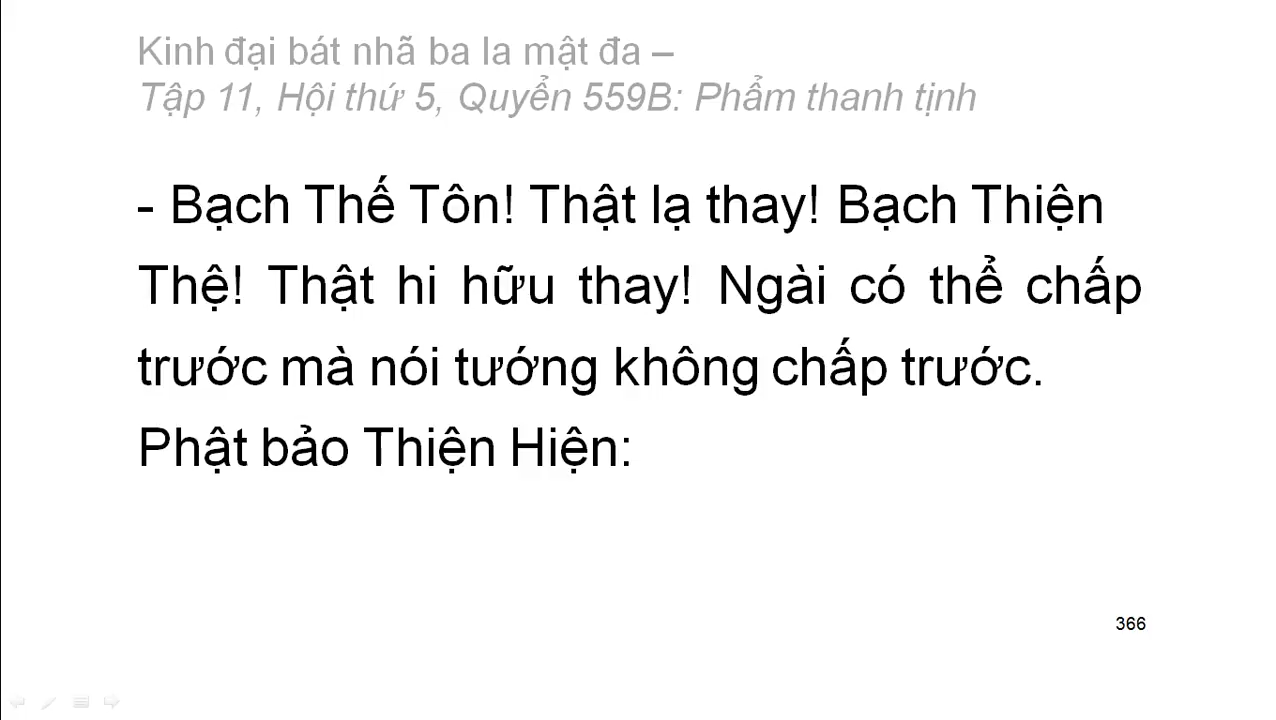 Kinh đại bát nhã ba la mật đa –
Tập 11, Hội thứ 5, Quyển 559B: Phẩm thanh tịnh
- Bạch Thế Tôn! Thật lạ thay! Bạch Thiện
Thệ! Thật hi hữu thay! Ngài có thể chấp
trước mà nói tướng không chấp trước.
Phật bảo Thiện Hiện:
366